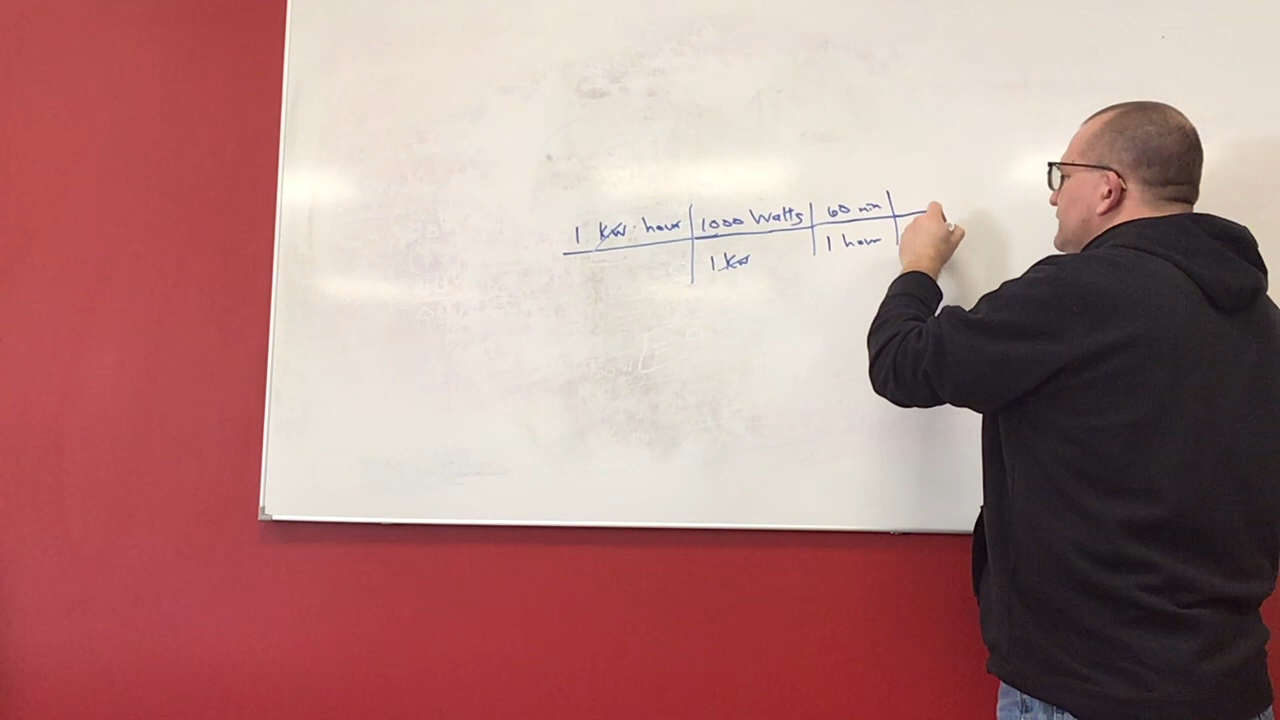 1 kw · hour | 1000 Watts | 60 min
1 kw | 1 hour